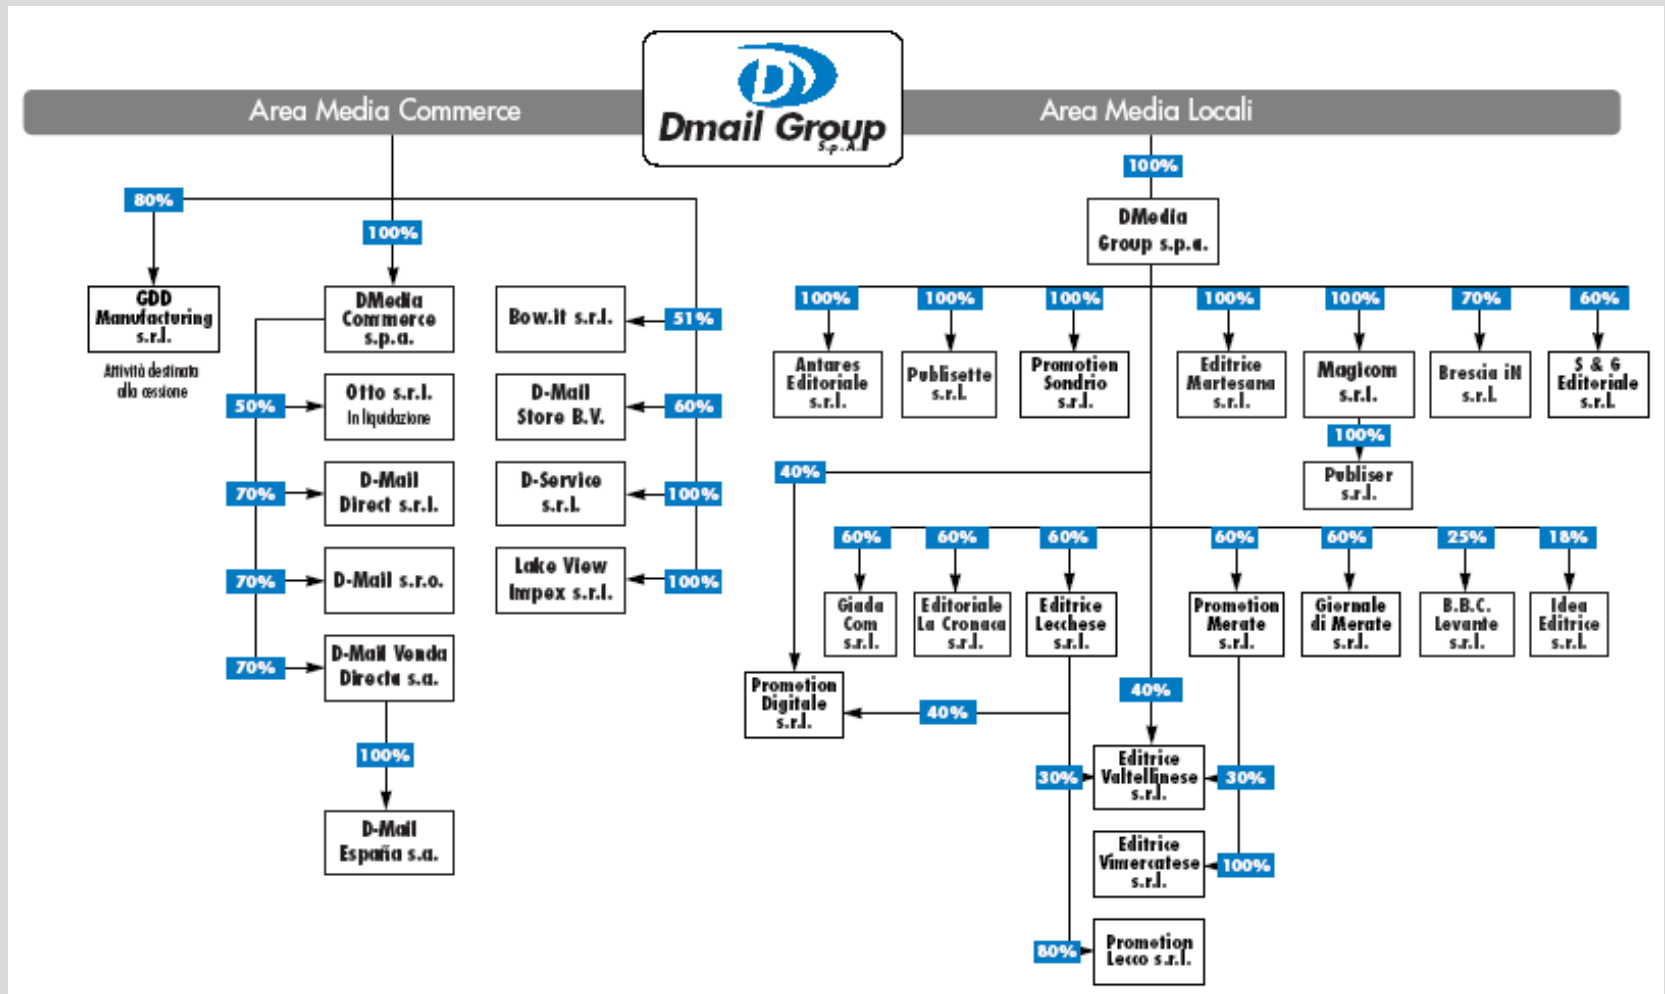 Area Media Commerce
Dmail Group
S.p.A.
Area Media Locali
80%
100%
GDD
Manufacturing
s.r.l.
Attività destinata
alla cessione
DMedia
Commerce
s.p.a.
50%
Otto s.r.l.
In liquidazione
70%
D-Mail
Direct s.r.l.
70%
D-Mail s.r.o.
70%
D-Mail Venda
Directa s.a.
100%
D-Mail
España s.a.
Bow.it s.r.l.
51%
D-Mail
Store B.V.
60%
D-Service
s.r.l.
100%
Lake View
Impex s.r.l.
100%
100%
DMedia
Group s.p.a.
100%
100%
100%
100%
100%
70%
60%
Antares
Editoriale
s.r.l.
Publisette
s.r.l.
Promotion
Sondrio
s.r.l.
Editrice
Martesana
s.r.l.
Magicom
s.r.l.
Brescia iN
s.r.l.
S & G
Editoriale
s.r.l.
100%
Publiser
s.r.l.
40%
60%
60%
60%
60%
60%
25%
18%
Giada
Com
s.r.l.
Editoriale
La Cronaca
s.r.l.
Editrice
Lecchese
s.r.l.
Promotion
Merate
s.r.l.
Giornale
di Merate
s.r.l.
B.B.C.
Levante
s.r.l.
Idea
Editrice
s.r.l.
Promotion
Digitale
s.r.l.
40%
40%
30%
Editrice
Valtellinese
s.r.l.
30%
Editrice
Vimercatese
s.r.l.
100%
80%
Promotion
Lecco s.r.l.